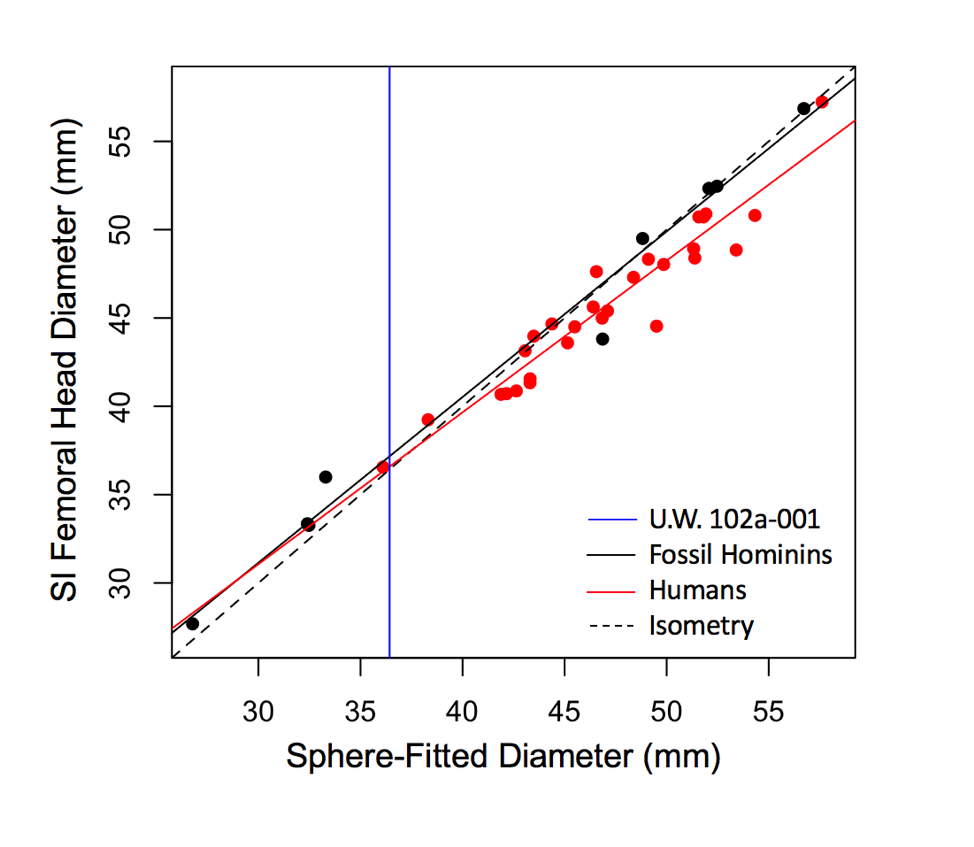 SI Femoral Head Diameter (mm)
55
50
45
40
35
30
U.W. 102a-001
Fossil Hominins
Humans
Isometry
30 35 40 45 50 55
Sphere-Fitted Diameter (mm)